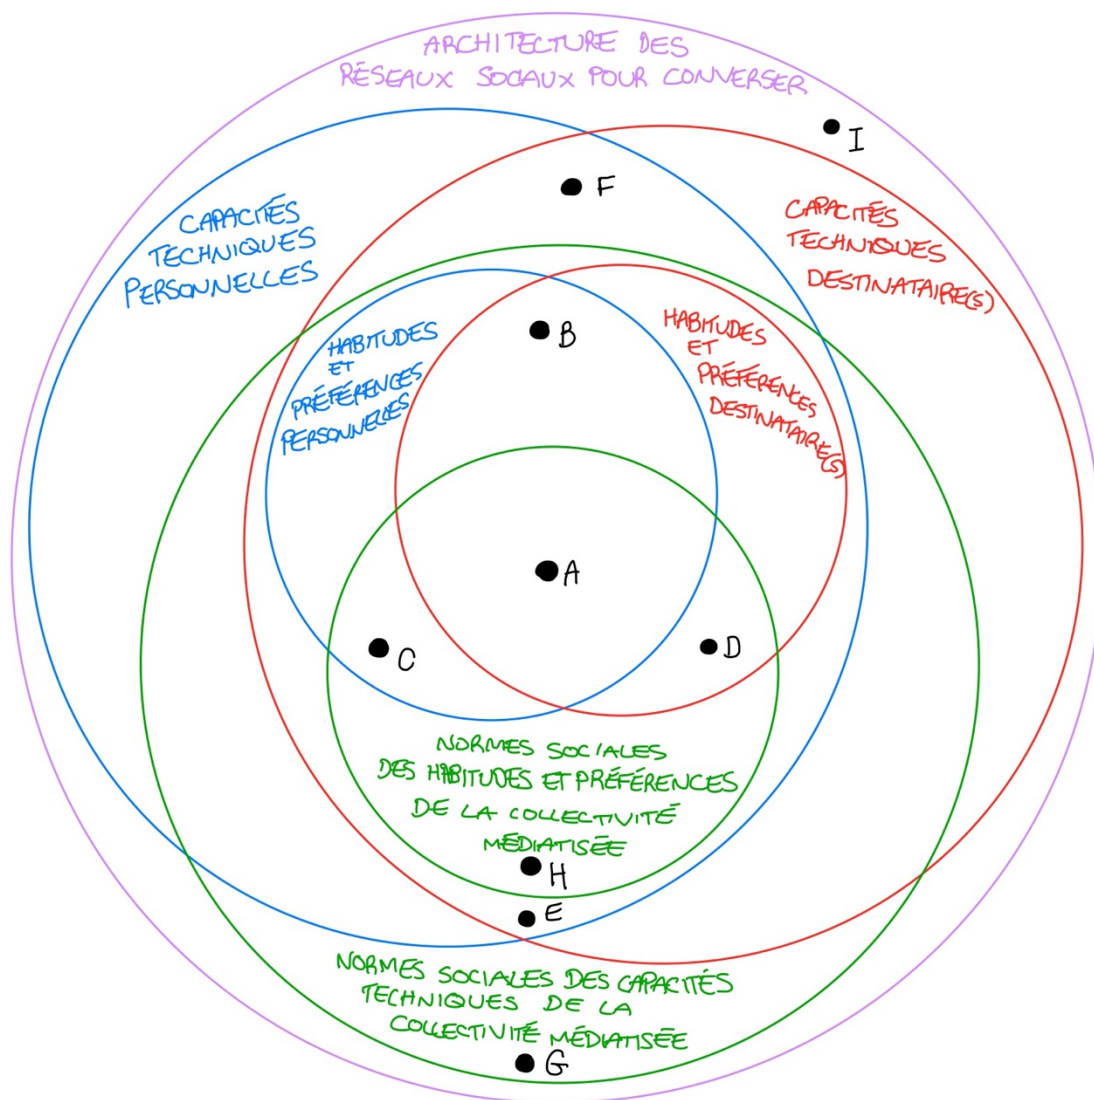 ARCHITECTURE DES
RÉSEAUX SOCAUX POUR CONVERSER
I
F
CAPACITÉS
TECHNIQUES
PERSONNELLES
CAPACITÉS
TECHNIQUES
DESTINATAIRE(S)
HABITUDES
ET
PRÉFÉRENCES
PERSONNELLES
B
HABITUDES
ET
PRÉFÉRENCES
DESTINATAIRE(S)
A
C
D
NORMES SOCIALES
DES HABITUDES ET PRÉFÉRENCES
DE LA COLLECTIVITÉ
MÉDIATISÉE
H
E
NORMES SOCIALES DES CAPACITÉS
TECHNIQUES DE LA
COLLECTIVITÉ MÉDIATISÉE
G